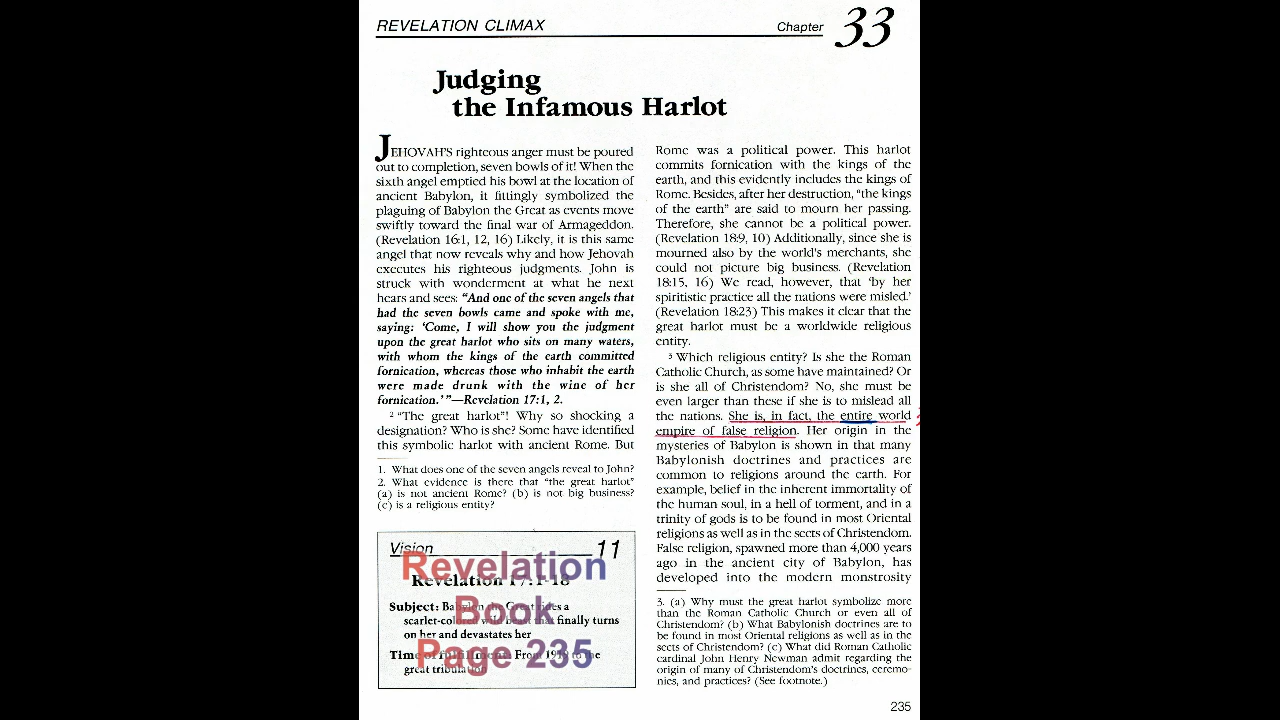 REVELATION CLIMAX
Chapter 33
Judging
the Infamous Harlot
JEHOVAH'S righteous anger must be poured
out to completion, seven bowls of it! When the
sixth angel emptied his bowl at the location of
ancient Babylon, it fittingly symbolized the
plaguing of Babylon the Great as events move
swiftly toward the final war of Armageddon.
(Revelation 16:1, 12, 16) Likely, it is this same
angel that now reveals why and how Jehovah
executes his righteous judgments. John is
struck with wonderment at what he next
hears and sees: "And one of the seven angels that
had the seven bowls came and spoke with me,
saying: 'Come, I will show you the judgment
upon the great harlot who sits on many waters,
with whom the kings of the earth committed
fornication, whereas those who inhabit the earth
were made drunk with the wine of her
fornication.'"—Revelation 17:1, 2.
2 "The great harlot"! Why so shocking a
designation? Who is she? Some have identified
this symbolic harlot with ancient Rome. But
1. What does one of the seven angels reveal to John?
2. What evidence is there that "the great harlot"
(a) is not ancient Rome? (b) is not big business?
(c) is a religious entity?
Vision 11
Revelation 17:1-18
Subject: Babylon the Great rides a
scarlet-colored wild beast that finally turns
on her and devastates her
Time of fulfillment: From 1919 to the
great tribulation
Revelation
Book
Page 235
Rome was a political power. This harlot
commits fornication with the kings of the
earth, and this evidently includes the kings of
Rome. Besides, after her destruction, "the kings
of the earth" are said to mourn her passing.
Therefore, she cannot be a political power.
(Revelation 18:9, 10) Additionally, since she is
mourned also by the world's merchants, she
could not picture big business. (Revelation
18:15, 16) We read, however, that 'by her
spiritistic practice all the nations were misled.'
(Revelation 18:23) This makes it clear that the
great harlot must be a worldwide religious
entity.
3 Which religious entity? Is she the Roman
Catholic Church, as some have maintained? Or
is she all of Christendom? No, she must be
even larger than these if she is to mislead all
the nations. She is, in fact, the entire world
empire of false religion. Her origin in the
mysteries of Babylon is shown in that many
Babylonish doctrines and practices are
common to religions around the earth. For
example, belief in the inherent immortality of
the human soul, in a hell of torment, and in a
trinity of gods is to be found in most Oriental
religions as well as in the sects of Christendom.
False religion, spawned more than 4,000 years
ago in the ancient city of Babylon, has
developed into the modern monstrosity
3. (a) Why must the great harlot symbolize more
than the Roman Catholic Church or even all of
Christendom? (b) What Babylonish doctrines are to
be found in most Oriental religions as well as in the
sects of Christendom? (c) What did Roman Catholic
cardinal John Henry Newman admit regarding the
origin of many of Christendom's doctrines, ceremo-
nies, and practices? (See footnote.)
235